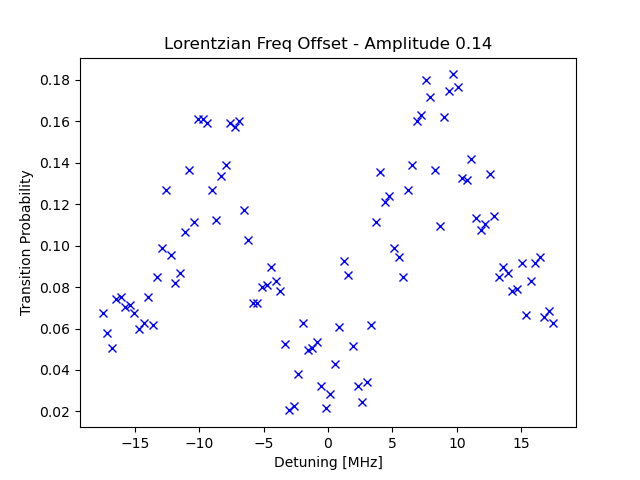 Lorentzian Freq Offset - Amplitude 0.14
Transition Probability
0.18
0.16
0.14
0.12
0.10
0.08
0.06
0.04
0.02
−15 −10 −5 0 5 10 15
Detuning [MHz]